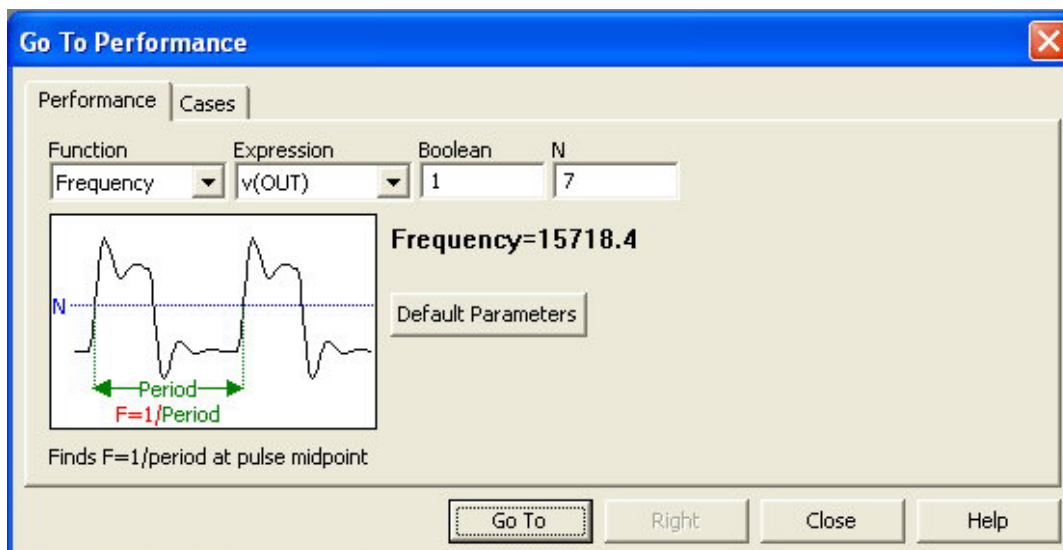 Go To Performance
Performance Cases
Function Expression Boolean N
Frequency v(OUT) 1 7
Frequency=15718.4
N
Default Parameters
Period
F=1/Period
Finds F=1/period at pulse midpoint
Go To Right Close Help